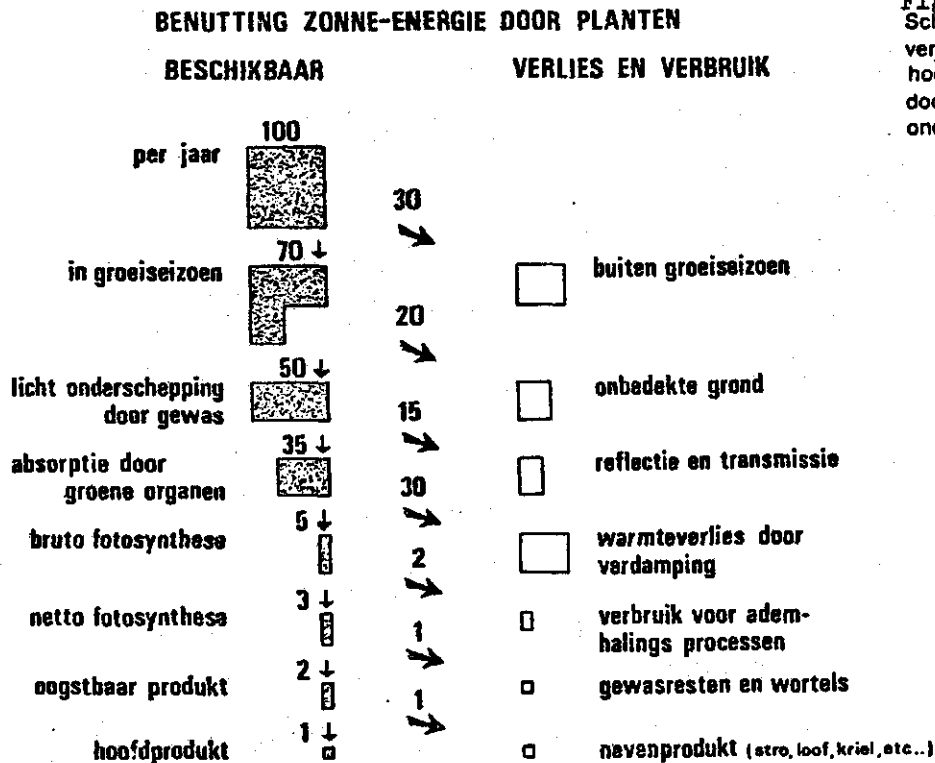 BENUTTING ZONNE-ENERGIE DOOR PLANTEN
BESCHIKBAAR
VERLIES EN VERBRUIK
per jaar
100
30
in groeiseizoen
70
buiten groeiseizoen
20
licht onderschepping
door gewas
50
onbedekte grond
15
absorptie door
groene organen
35
reflectie en transmissie
30
bruto fotosynthese
5
warmteverlies door
verdamping
2
netto fotosynthese
3
verbruik voor adem-
halings processen
1
oogstbaar produkt
2
gewasresten en wortels
1
hoofdprodukt
1
nevenprodukt (stro, loof, kriel, etc..)